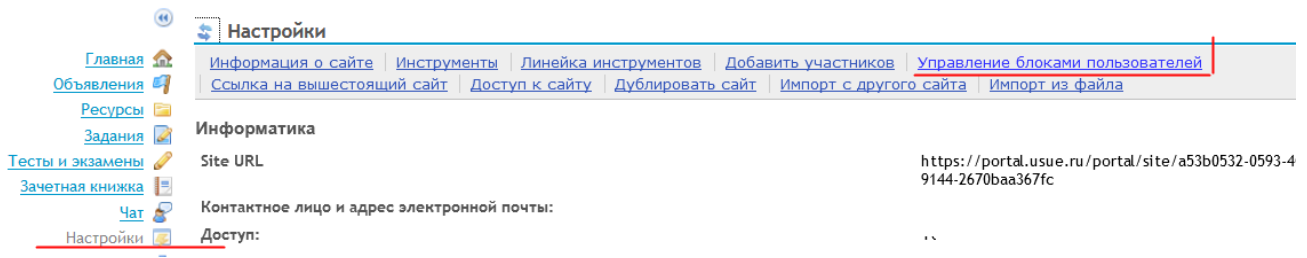 Настройки
Главная
Объявления
Ресурсы
Задания
Тесты и экзамены
Зачетная книжка
Чат
Настройки
Информация о сайте Инструменты Линейка инструментов Добавить участников Управление блоками пользователей
Ссылка на вышестоящий сайт Доступ к сайту Дублировать сайт Импорт с другого сайта Импорт из файла
Информатика
Site URL
https://portal.usue.ru/portal/site/a53b0532-0593-4
9144-2670baa367fc
Контактное лицо и адрес электронной почты:
Доступ: